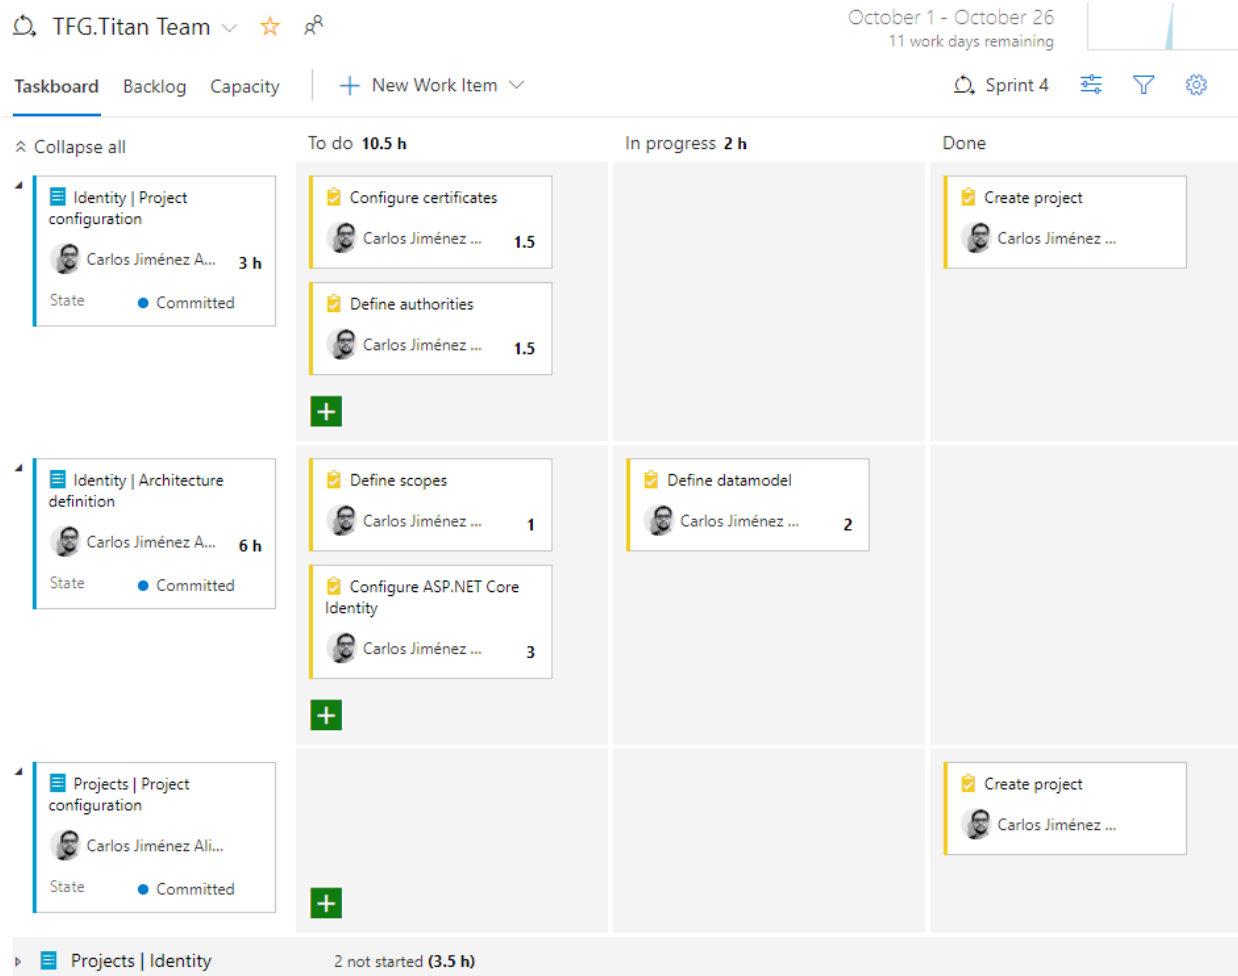 TFG.Titan Team
October 1 - October 26
11 work days remaining
Taskboard Backlog Capacity New Work Item Sprint 4
Collapse all To do 10.5 h In progress 2 h Done
Identity | Project
configuration
Carlos Jiménez A... 3 h
State Committed
Configure certificates
Carlos Jiménez ... 1.5
Define authorities
Carlos Jiménez ... 1.5
Create project
Carlos Jiménez ...
Identity | Architecture
definition
Carlos Jiménez A... 6 h
State Committed
Define scopes
Carlos Jiménez ... 1
Configure ASP.NET Core
Identity
Carlos Jiménez ... 3
Define datamodel
Carlos Jiménez ... 2
Projects | Project
configuration
Carlos Jiménez Ali...
State Committed
Create project
Carlos Jiménez ...
Projects | Identity 2 not started (3.5 h)